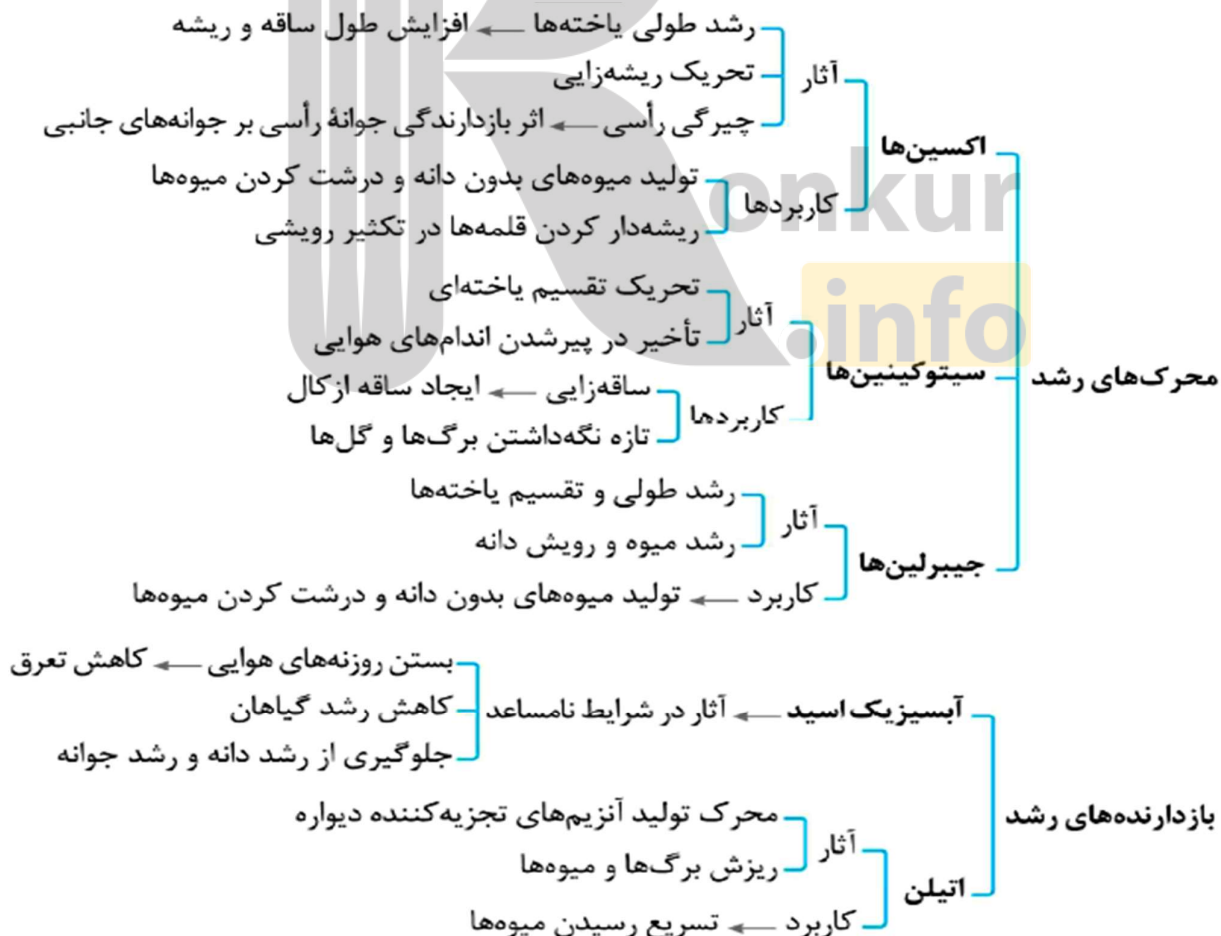 رشد طولی یاخته‌ها ← افزایش طول ساقه و ریشه
آثار
تحریک ریشه‌زایی
چیرگی رأسی ← اثر بازدارندگی جوانهٔ رأسی بر جوانه‌های جانبی
اکسین‌ها
تولید میوه‌های بدون دانه و درشت کردن میوه‌ها
کاربردها
ریشه‌دار کردن قلمه‌ها در تکثیر رویشی
onkur
.info
تحریک تقسیم یاخته‌ای
آثار
تأخیر در پیرشدن اندام‌های هوایی
محرک‌های رشد
سیتوکینین‌ها
ساقه‌زایی ← ایجاد ساقه ازکال
کاربردها
تازه نگه‌داشتن برگ‌ها و گل‌ها
رشد طولی و تقسیم یاخته‌ها
آثار
رشد میوه و رویش دانه
جیبرلین‌ها
کاربرد ← تولید میوه‌های بدون دانه و درشت کردن میوه‌ها
بستن روزنه‌های هوایی ← کاهش تعرق
آبسیزیک اسید ← آثار در شرایط نامساعد
کاهش رشد گیاهان
جلوگیری از رشد دانه و رشد جوانه
بازدارنده‌های رشد
محرک تولید آنزیم‌های تجزیه‌کننده دیواره
آثار
ریزش برگ‌ها و میوه‌ها
اتیلن
کاربرد ← تسریع رسیدن میوه‌ها